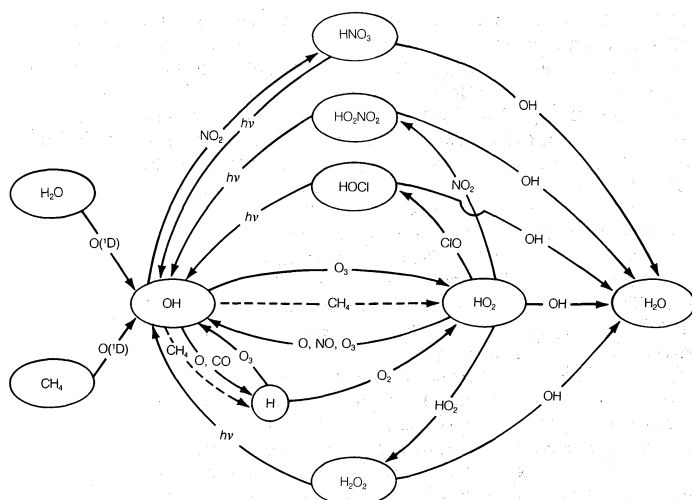 HNO₃
OH
NO₂
hν
HO₂NO₂
OH
hν
NO₂
H₂O
HOCl
hν
OH
ClO
O(¹D)
O₃
OH
CH₄
HO₂
OH
H₂O
O(¹D)
CH₄
O, CO
O₃
O, NO, O₃
O₂
CH₄
H
HO₂
OH
hν
H₂O₂